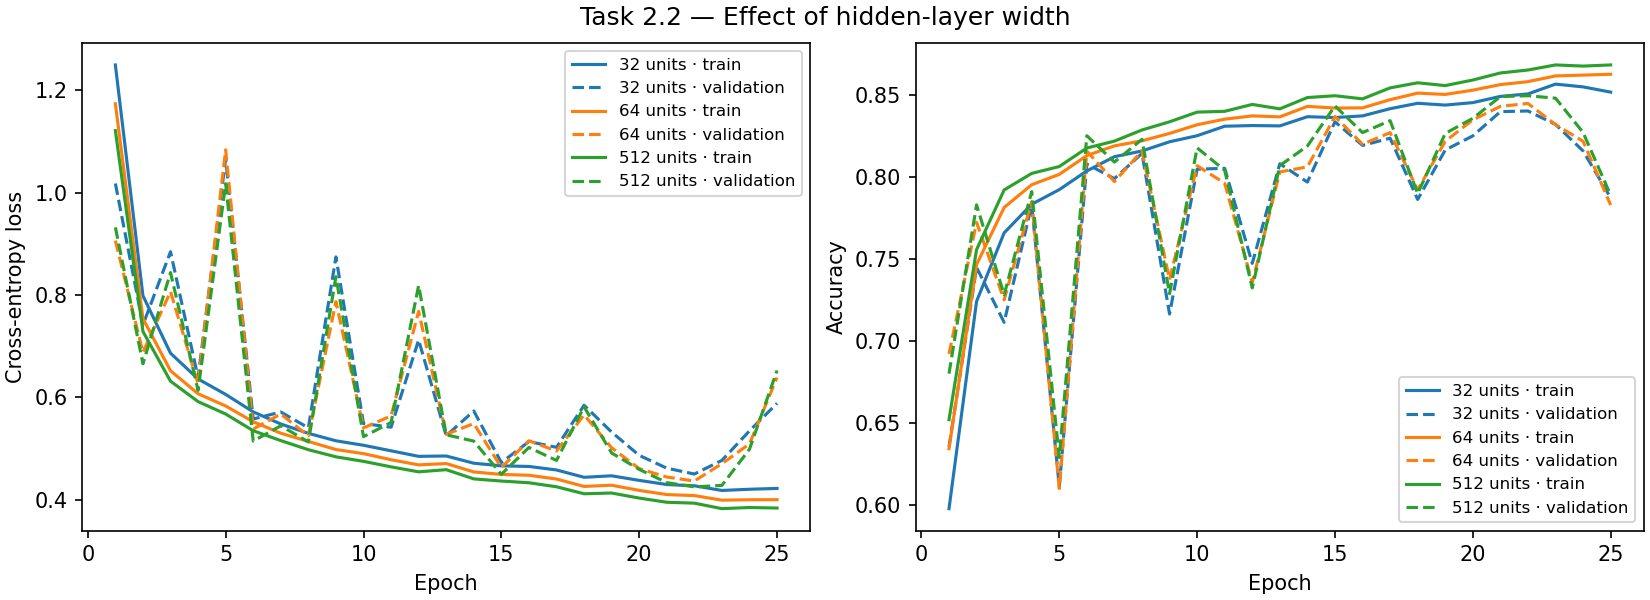 Task 2.2 — Effect of hidden-layer width
Cross-entropy loss
1.2
1.0
0.8
0.6
0.4
0
5
10
15
20
25
Epoch
32 units · train
32 units · validation
64 units · train
64 units · validation
512 units · train
512 units · validation
Accuracy
0.85
0.80
0.75
0.70
0.65
0.60
0
5
10
15
20
25
Epoch
32 units · train
32 units · validation
64 units · train
64 units · validation
512 units · train
512 units · validation